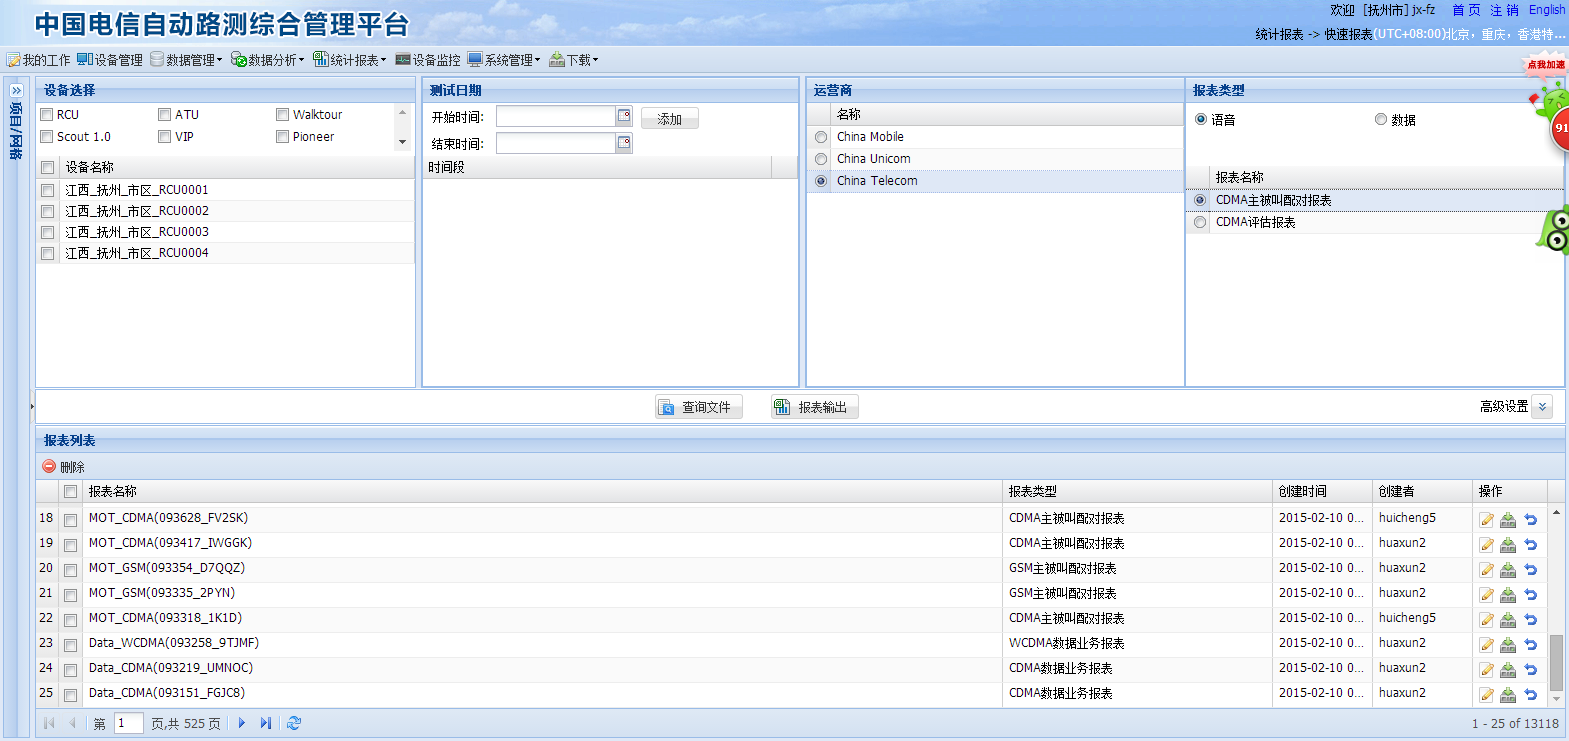 中国电信自动路测综合管理平台
欢迎 [抚州市] jx-fz 首 页 注 销 English
统计报表 -> 快速报表(UTC+08:00)北京，重庆，香港特...
我的工作 设备管理 数据管理 数据分析 统计报表 设备监控 系统管理 下载
点我加速
91
项目/网格
设备选择
RCU ATU Walktour
Scout 1.0 VIP Pioneer
设备名称
江西_抚州_市区_RCU0001
江西_抚州_市区_RCU0002
江西_抚州_市区_RCU0003
江西_抚州_市区_RCU0004
测试日期
开始时间: 添加
结束时间:
时间段
运营商
名称
China Mobile
China Unicom
China Telecom
报表类型
语音 数据
报表名称
CDMA主被叫配对报表
CDMA评估报表
查询文件 报表输出 高级设置
报表列表
删除
报表名称 报表类型 创建时间 创建者 操作
18 MOT_CDMA(093628_FV2SK) CDMA主被叫配对报表 2015-02-10 0... huicheng5
19 MOT_CDMA(093417_IWGGK) CDMA主被叫配对报表 2015-02-10 0... huaxun2
20 MOT_GSM(093354_D7QQZ) GSM主被叫配对报表 2015-02-10 0... huaxun2
21 MOT_GSM(093335_2PYN) GSM主被叫配对报表 2015-02-10 0... huaxun2
22 MOT_CDMA(093318_1K1D) CDMA主被叫配对报表 2015-02-10 0... huicheng5
23 Data_WCDMA(093258_9TJMF) WCDMA数据业务报表 2015-02-10 0... huaxun2
24 Data_CDMA(093219_UMNOC) CDMA数据业务报表 2015-02-10 0... huaxun2
25 Data_CDMA(093151_FGJC8) CDMA数据业务报表 2015-02-10 0... huaxun2
第 1 页,共 525 页 1 - 25 of 13118